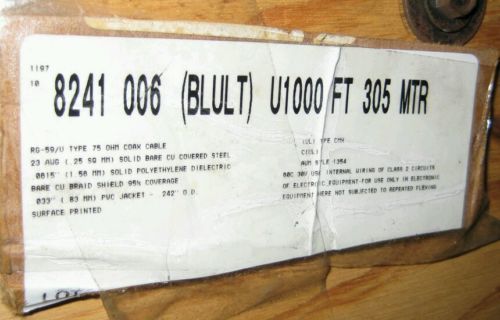 1197
10
8241 006 (BLULT) U1000 FT 305 MTR
RG-59/U TYPE 75 OHM COAX CABLE
23 AWG (.25 SQ MM) SOLID BARE CU COVERED STEEL
.0815" (1.56 MM) SOLID POLYETHYLENE DIELECTRIC
BARE CU BRAID SHIELD 95% COVERAGE
.033" (.83 MM) PVC JACKET - .242" O.D.
SURFACE PRINTED
(UL) TYPE CMX
C(UL)
AWM STYLE 1354
80C 30V USE INTERNAL WIRING OF CLASS 2 CIRCUITS
OF ELECTRIC EQUIPMENT-FOR USE ONLY IN ELECTRONIC
EQUIPMENT WHERE NOT SUBJECTED TO REPEATED FLEXING